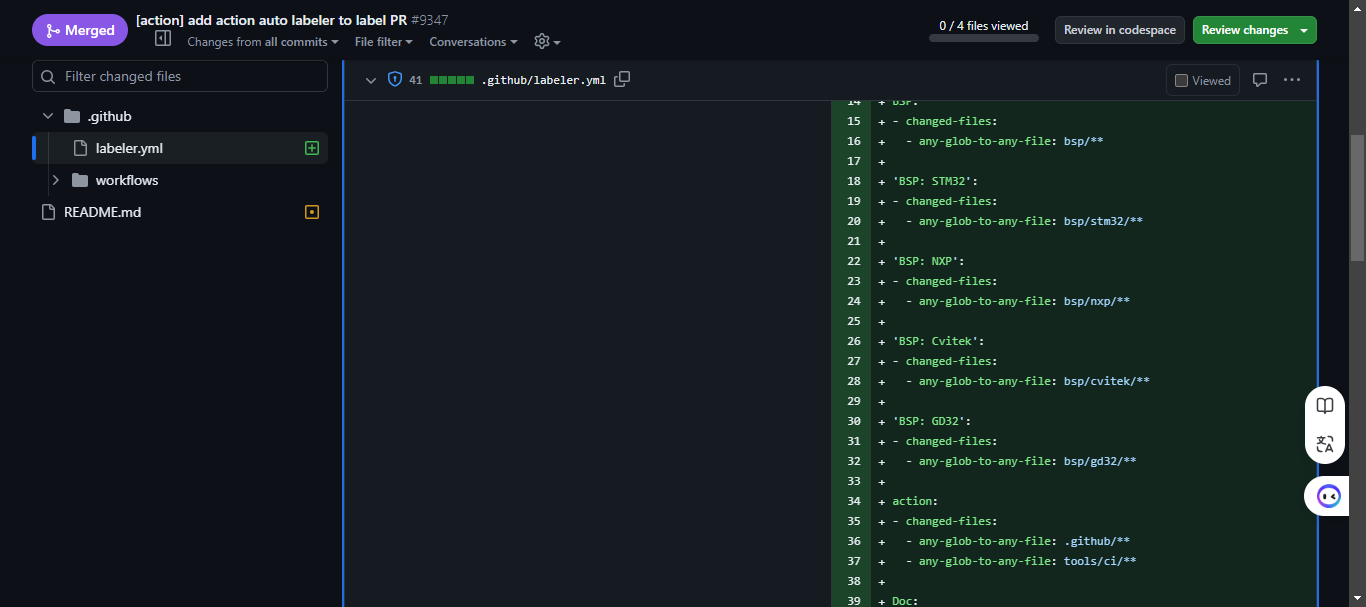 Merged
[action] add action auto labeler to label PR #9347
Changes from all commits
File filter
Conversations
0 / 4 files viewed
Review in codespace
Review changes
Filter changed files
.github
labeler.yml
workflows
README.md
41 .github/labeler.yml
Viewed
14 + BSP:
15 + - changed-files:
16 +   - any-glob-to-any-file: bsp/**
17 +
18 + 'BSP: STM32':
19 + - changed-files:
20 +   - any-glob-to-any-file: bsp/stm32/**
21 +
22 + 'BSP: NXP':
23 + - changed-files:
24 +   - any-glob-to-any-file: bsp/nxp/**
25 +
26 + 'BSP: Cvitek':
27 + - changed-files:
28 +   - any-glob-to-any-file: bsp/cvitek/**
29 +
30 + 'BSP: GD32':
31 + - changed-files:
32 +   - any-glob-to-any-file: bsp/gd32/**
33 +
34 + action:
35 + - changed-files:
36 +   - any-glob-to-any-file: .github/**
37 +   - any-glob-to-any-file: tools/ci/**
38 +
39 + Doc: